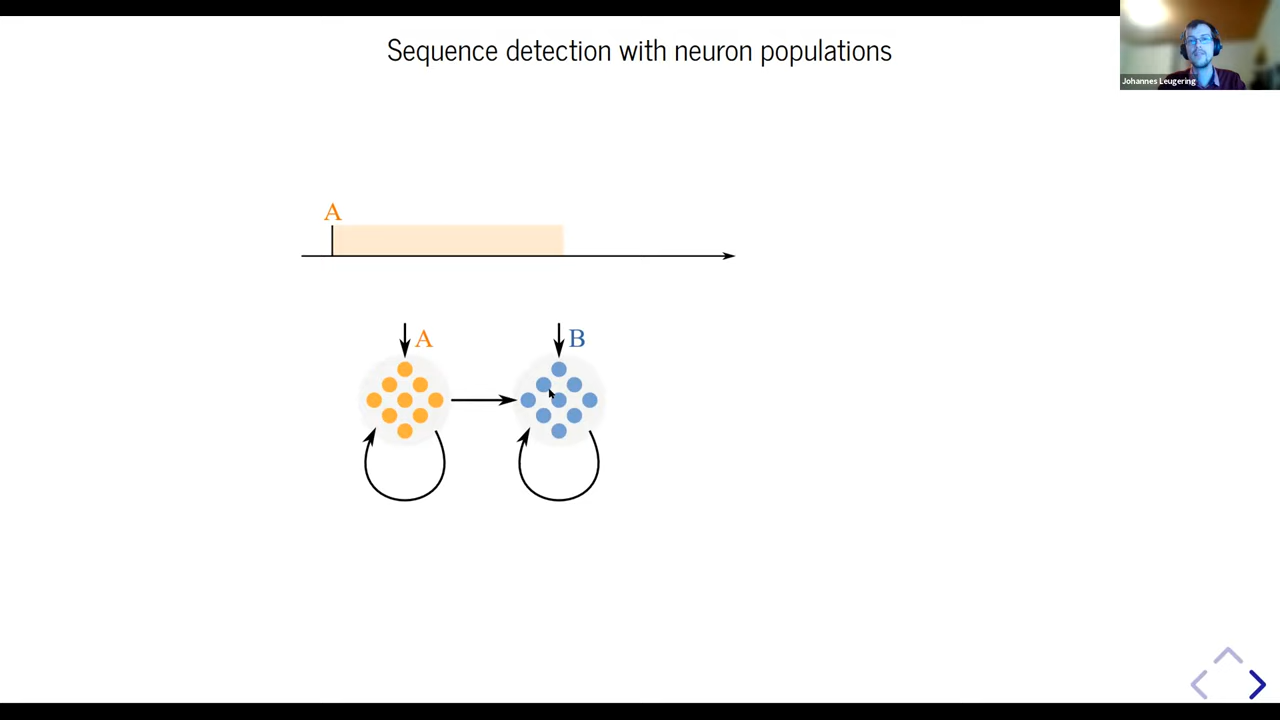 Sequence detection with neuron populations
Johannes Leugering
A
A
B